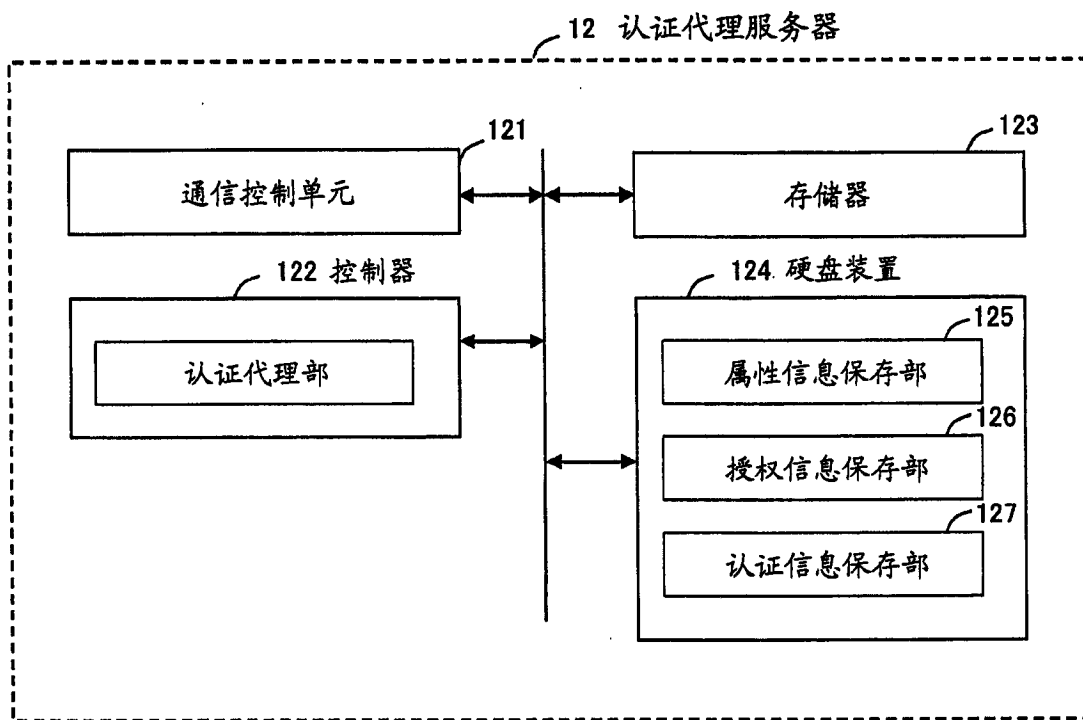 12 认证代理服务器
121
通信控制单元
123
存储器
122 控制器
认证代理部
124 硬盘装置
125
属性信息保存部
126
授权信息保存部
127
认证信息保存部